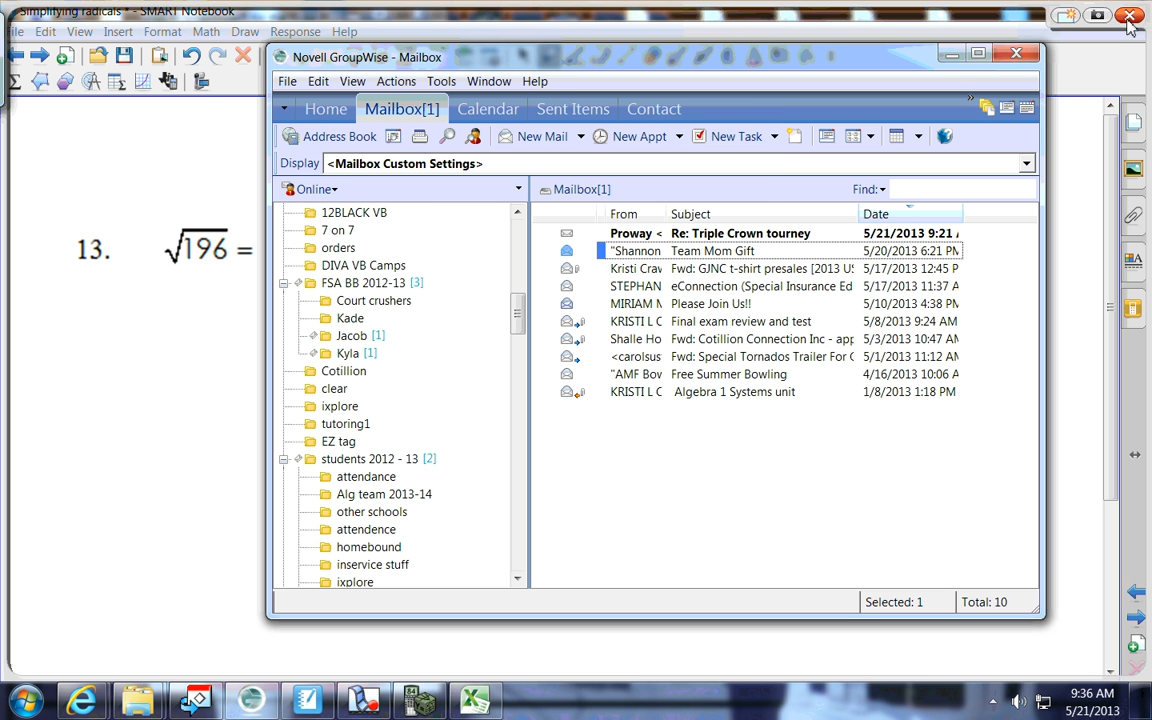 Simplifying radicals * - SMART Notebook
File Edit View Insert Format Math Draw Response Help
13. √196 =
Novell GroupWise - Mailbox
File Edit View Actions Tools Window Help
Home Mailbox[1] Calendar Sent Items Contact
Address Book New Mail New Appt New Task
Display <Mailbox Custom Settings>
Online
12BLACK VB
7 on 7
orders
DIVA VB Camps
FSA BB 2012-13 [3]
Court crushers
Kade
Jacob [1]
Kyla [1]
Cotillion
clear
ixplore
tutoring1
EZ tag
students 2012 - 13 [2]
attendance
Alg team 2013-14
other schools
attendence
homebound
inservice stuff
ixplore
Mailbox[1] Find:
From Subject Date
Proway < Re: Triple Crown tourney 5/21/2013 9:21
"Shannon Team Mom Gift 5/20/2013 6:21 PM
Kristi Crav Fwd: GJNC t-shirt presales [2013 US 5/17/2013 12:45 P
STEPHAN eConnection (Special Insurance Ed 5/17/2013 11:37 A
MIRIAM M Please Join Us!! 5/10/2013 4:38 PM
KRISTI L C Final exam review and test 5/8/2013 9:24 AM
Shalle Ho Fwd: Cotillion Connection Inc - app 5/3/2013 10:47 AM
<carolsus Fwd: Special Tornados Trailer For 5/1/2013 11:12 AM
"AMF Bow Free Summer Bowling 4/16/2013 10:06 A
KRISTI L C Algebra 1 Systems unit 1/8/2013 1:18 PM
Selected: 1 Total: 10
9:36 AM
5/21/2013